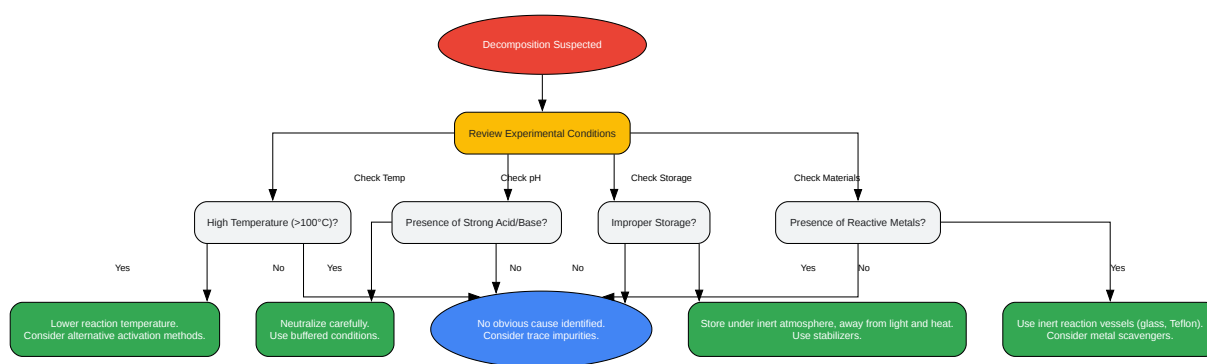 Decomposition Suspected
Review Experimental Conditions
Check Temp
Check pH
Check Storage
Check Materials
High Temperature (>100°C)?
Presence of Strong Acid/Base?
Improper Storage?
Presence of Reactive Metals?
Yes
No
Yes
No
No
Yes
No
Yes
Lower reaction temperature.
Consider alternative activation methods.
Neutralize carefully.
Use buffered conditions.
No obvious cause identified.
Consider trace impurities.
Store under inert atmosphere, away from light and heat.
Use stabilizers.
Use inert reaction vessels (glass, Teflon).
Consider metal scavengers.